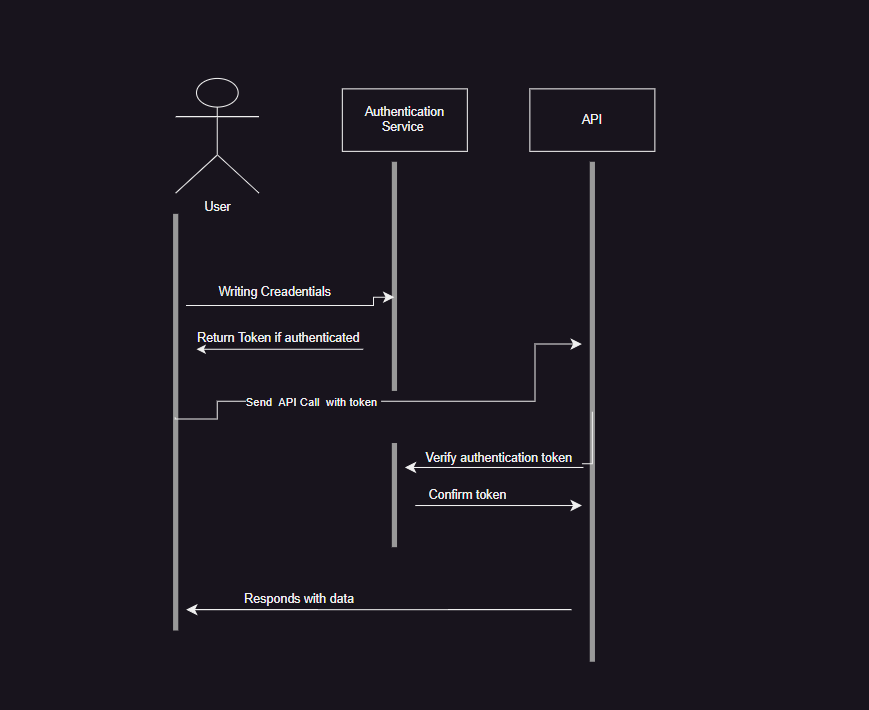 Authentication
Service
API
User
Writing Creadentials
Return Token if authenticated
Send API Call with token
Verify authentication token
Confirm token
Responds with data